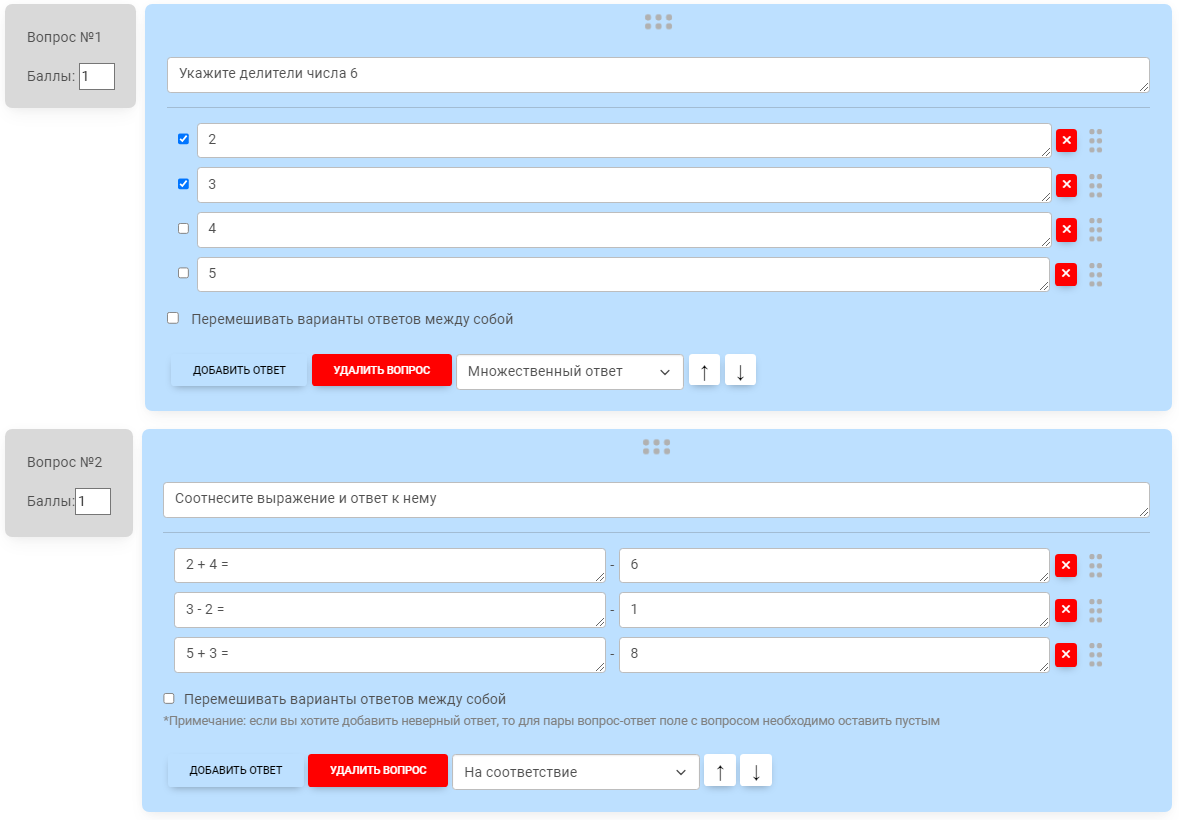 Вопрос №1
Баллы: 1
Укажите делители числа 6
2
3
4
5
Перемешивать варианты ответов между собой
ДОБАВИТЬ ОТВЕТ УДАЛИТЬ ВОПРОС Множественный ответ ↑ ↓
Вопрос №2
Баллы: 1
Соотнесите выражение и ответ к нему
2 + 4 = - 6
3 - 2 = - 1
5 + 3 = - 8
Перемешивать варианты ответов между собой
*Примечание: если вы хотите добавить неверный ответ, то для пары вопрос-ответ поле с вопросом необходимо оставить пустым
ДОБАВИТЬ ОТВЕТ УДАЛИТЬ ВОПРОС На соответствие ↑ ↓